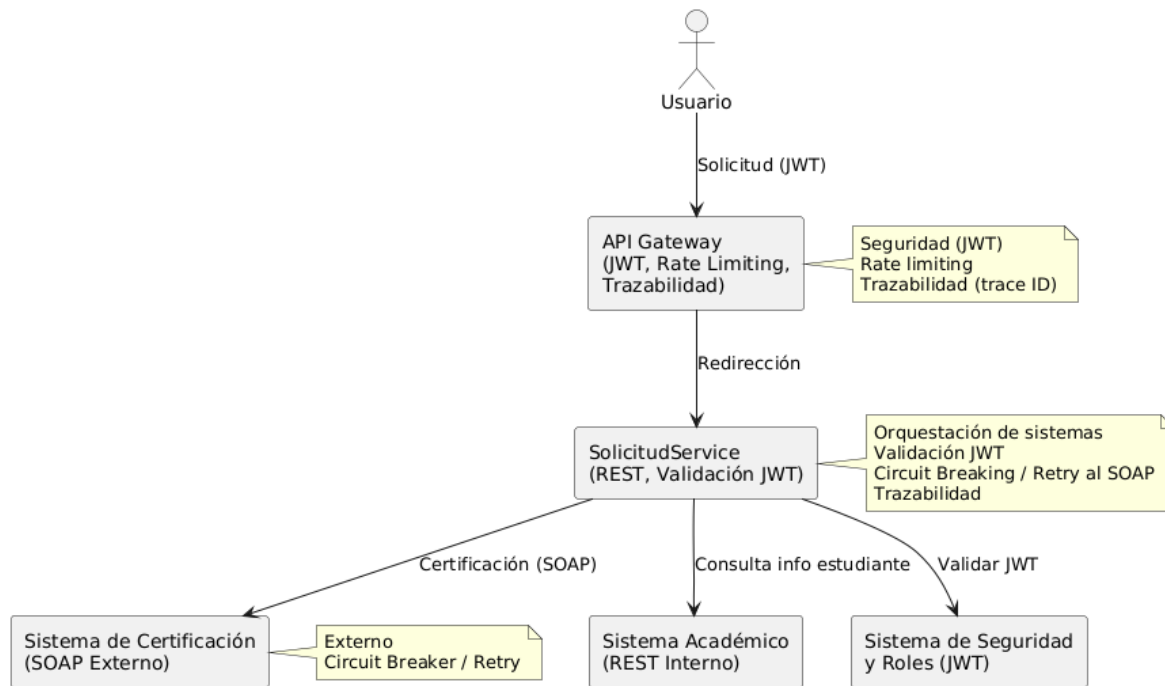 Usuario
Solicitud (JWT)
API Gateway
(JWT, Rate Limiting,
Trazabilidad)
Seguridad (JWT)
Rate limiting
Trazabilidad (trace ID)
Redirección
SolicitudService
(REST, Validación JWT)
Orquestación de sistemas
Validación JWT
Circuit Breaking / Retry al SOAP
Trazabilidad
Certificación (SOAP)
Consulta info estudiante
Validar JWT
Sistema de Certificación
(SOAP Externo)
Externo
Circuit Breaker / Retry
Sistema Académico
(REST Interno)
Sistema de Seguridad
y Roles (JWT)